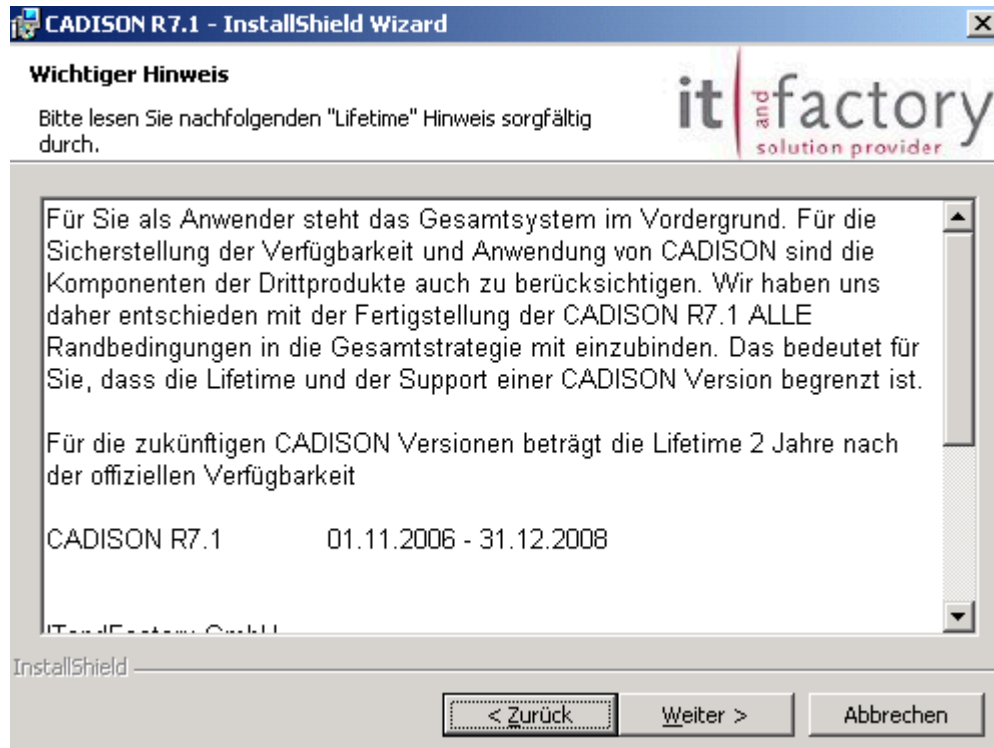 CADISON R7.1 - InstallShield Wizard
Wichtiger Hinweis
Bitte lesen Sie nachfolgenden "Lifetime" Hinweis sorgfältig
durch.
it and factory
solution provider
Für Sie als Anwender steht das Gesamtsystem im Vordergrund. Für die
Sicherstellung der Verfügbarkeit und Anwendung von CADISON sind die
Komponenten der Drittprodukte auch zu berücksichtigen. Wir haben uns
daher entschieden mit der Fertigstellung der CADISON R7.1 ALLE
Randbedingungen in die Gesamtstrategie mit einzubinden. Das bedeutet für
Sie, dass die Lifetime und der Support einer CADISON Version begrenzt ist.
Für die zukünftigen CADISON Versionen beträgt die Lifetime 2 Jahre nach
der offiziellen Verfügbarkeit
CADISON R7.1 01.11.2006 - 31.12.2008
ITandFactory GmbH
InstallShield
< Zurück
Weiter >
Abbrechen